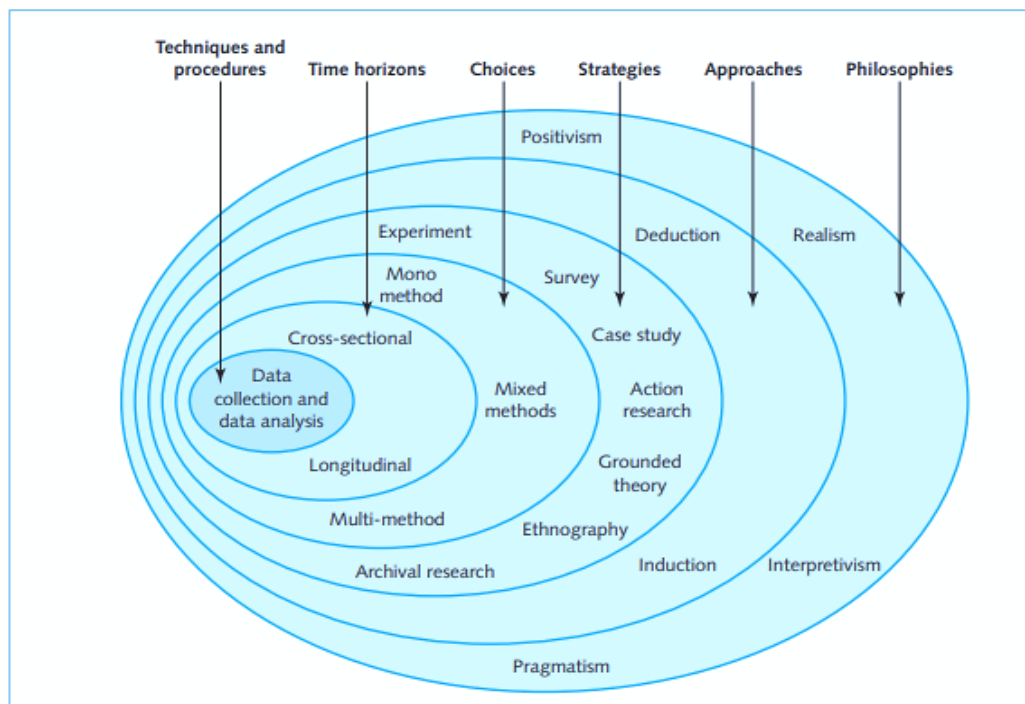 Techniques and
procedures
Time horizons
Choices
Strategies
Approaches
Philosophies
Positivism
Experiment
Deduction
Realism
Mono
method
Survey
Cross-sectional
Case study
Data
collection and
data analysis
Mixed
methods
Action
research
Longitudinal
Grounded
theory
Multi-method
Ethnography
Archival research
Induction
Interpretivism
Pragmatism